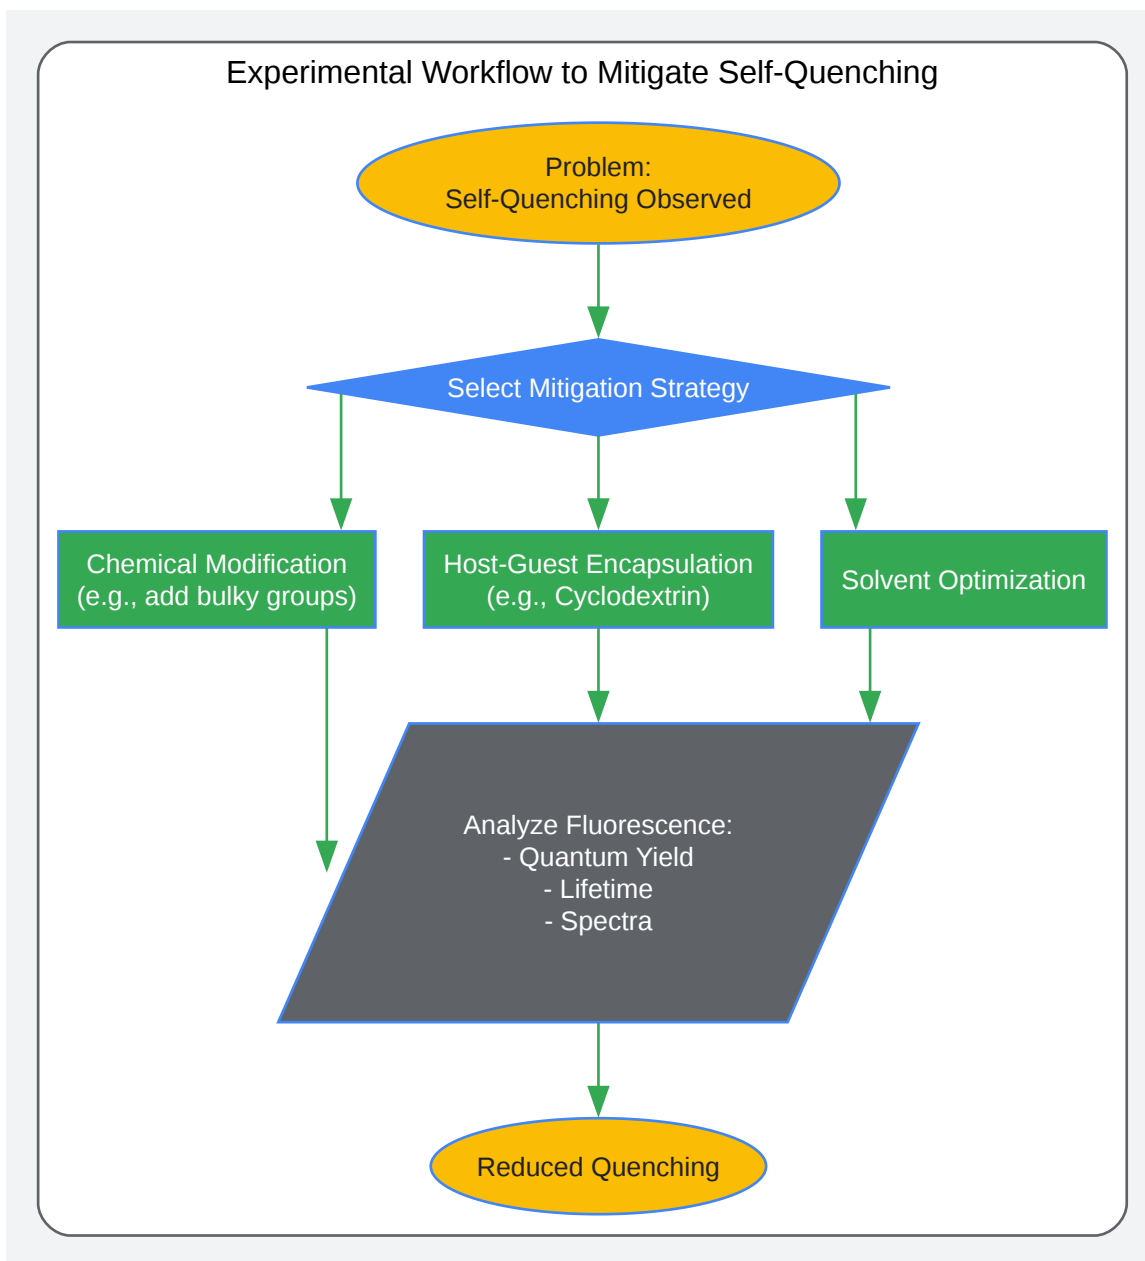 Experimental Workflow to Mitigate Self-Quenching
Problem:
Self-Quenching Observed
Select Mitigation Strategy
Chemical Modification
(e.g., add bulky groups)
Host-Guest Encapsulation
(e.g., Cyclodextrin)
Solvent Optimization
Analyze Fluorescence:
- Quantum Yield
- Lifetime
- Spectra
Reduced Quenching